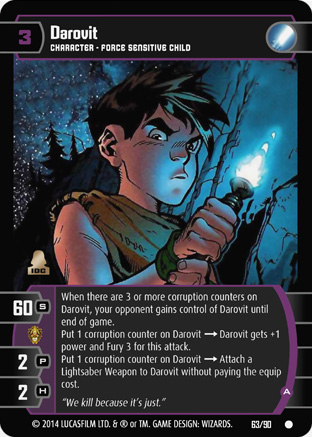 3
Darovit
CHARACTER - FORCE SENSITIVE CHILD
IDC
60 S
When there are 3 or more corruption counters on
Darovit, your opponent gains control of Darovit until
end of game.
Put 1 corruption counter on Darovit → Darovit gets +1
power and Fury 3 for this attack.
2 P
Put 1 corruption counter on Darovit → Attach a
Lightsaber Weapon to Darovit without paying the equip
cost.
2 H
A
"We kill because it's just."
© 2014 LUCASFILM LTD. & ® or TM. GAME DESIGN: WIZARDS.
63/90